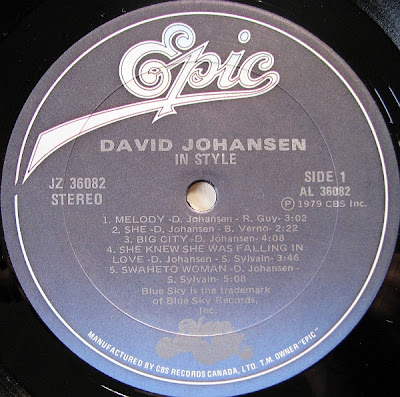 Epic
DAVID JOHANSEN
IN STYLE
JZ 36082
STEREO
SIDE 1
AL 36082
Ⓟ 1979 CBS Inc.
1. MELODY -D. Johansen - R. Guy- 3:02
2. SHE -D. Johansen - B. Verno- 2:22
3. BIG CITY -D. Johansen- 4:08
4. SHE KNEW SHE WAS FALLING IN
LOVE -D. Johansen - S. Sylvain- 3:46
5. SWAHETO WOMAN -D. Johansen -
S. Sylvain- 5:08
Blue Sky is the trademark
of Blue Sky Records,
Inc.
MANUFACTURED BY CBS RECORDS CANADA, LTD. T.M. OWNER "EPIC"